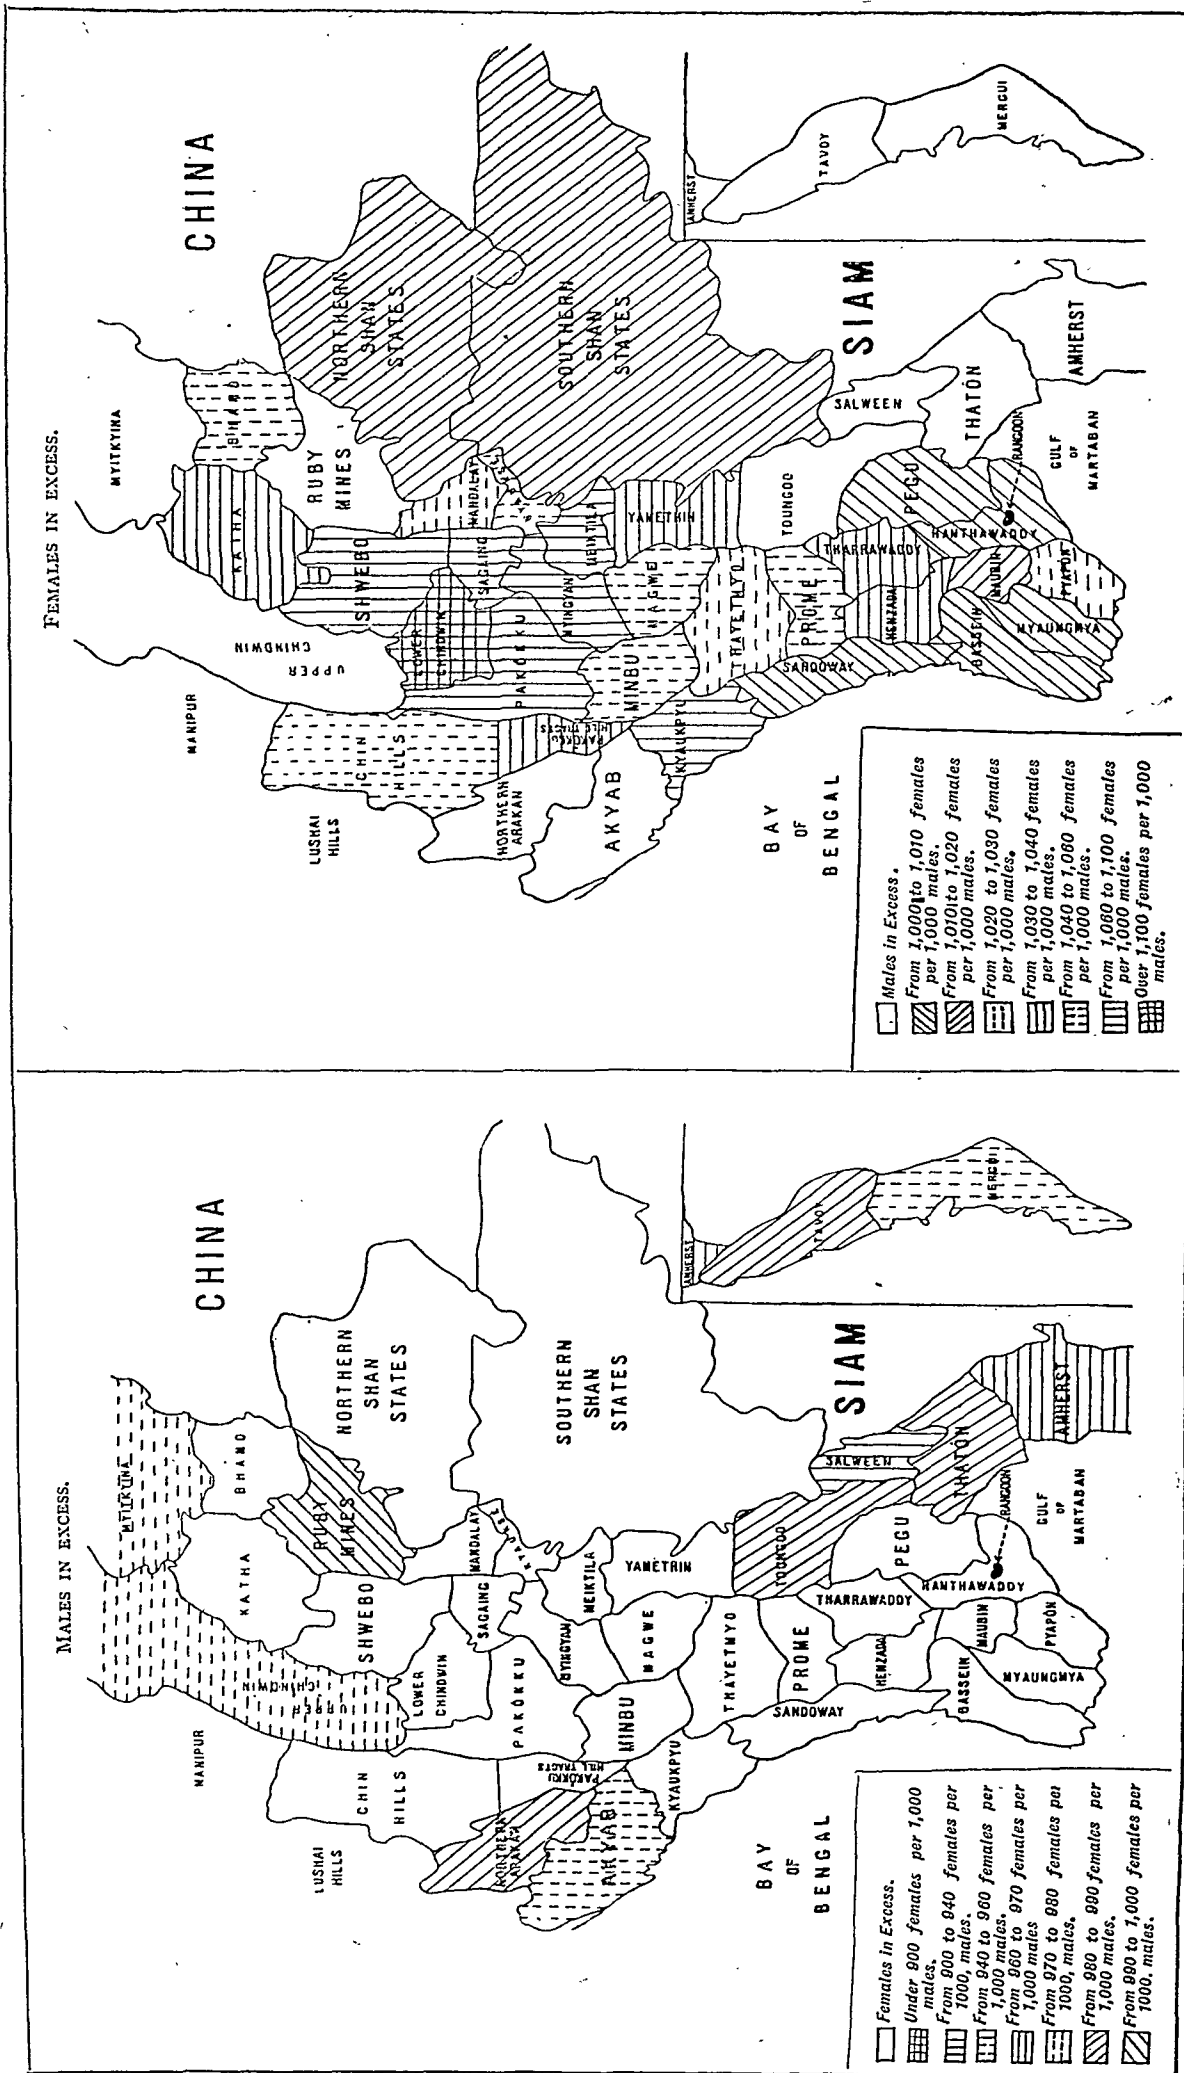 MALES IN EXCESS.
CHINA
MANIPUR
LUSHAI
HILLS
MYITKYINA
UPPER
CHINDWIN
KATHA
BHAMO
RUBY
MINES
NORTHERN
SHAN
STATES
CHIN
HILLS
SHWEBO
LOWER
CHINDWIN
SAGAING
MANDALAY
KYAUKSE
PAKÔKKU
MYINGYAN
MEIKTILA
SOUTHERN
SHAN
STATES
NORTHERN
ARAKAN
PAKÔKKU
HILL TRACTS
AKYAB
MINBU
MAGWE
YAMETHIN
KYAUKPYU
THAYETMYO
AMHERST
TAVOY
MERGUI
BAY
OF
BENGAL
SANDOWAY
PROME
TOUNGOO
SIAM
SALWEEN
HENZADA
THARRAWADDY
PEGU
THATÔN
BASSEIN
MAUBIN
HANTHAWADDY
RANGOON
MYAUNGMYA
PYAPÔN
GULF
OF
MARTABAN
AMHERST
Females in Excess.
Under 900 females per 1,000
males.
From 900 to 940 females per
1000, males.
From 940 to 960 females per
1,000 males.
From 960 to 970 females per
1,000 males
From 970 to 980 females per
1000, males.
From 980 to 990 females per
1,000 males.
From 990 to 1,000 females per
1000. males.
FEMALES IN EXCESS.
CHINA
MANIPUR
MYITKYINA
LUSHAI
HILLS
UPPER
CHINDWIN
KATHA
BHAMO
RUBY
MINES
NORTHERN
SHAN
STATES
CHIN
HILLS
SHWEBO
LOWER
CHINDWIN
SAGAING
MANDALAY
PAKÔKKU
MYINGYAN
MEIKTILA
SOUTHERN
SHAN
STATES
NORTHERN
ARAKAN
PAKÔKKU
HILL TRACTS
AKYAB
MINBU
MAGWE
YAMETHIN
KYAUKPYU
THAYETMYO
AMHERST
TAVOY
MERGUI
BAY
OF
BENGAL
SANDOWAY
PROME
TOUNGOO
SIAM
SALWEEN
HENZADA
THARRAWADDY
PEGU
THATÔN
BASSEIN
MAUBIN
HANTHAWADDY
RANGOON
MYAUNGMYA
PYAPÔN
GULF
OF
MARTABAN
AMHERST
Males in Excess.
From 1,000 to 1,010 females
per 1,000 males.
From 1,010 to 1,020 females
per 1,000 males.
From 1,020 to 1,030 females
per 1,000 males.
From 1,030 to 1,040 females
per 1,000 males.
From 1,040 to 1,060 females
per 1,000 males.
From 1,060 to 1,100 females
per 1,000 males.
Over 1,100 females per 1,000
males.